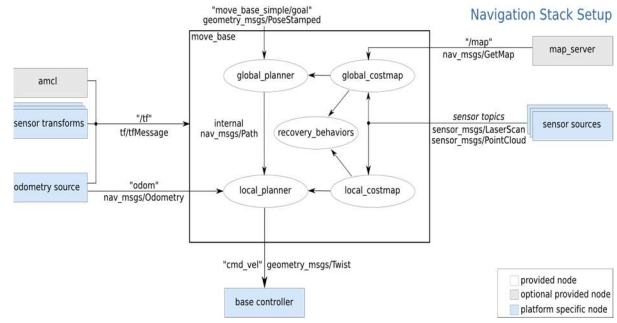 Navigation Stack Setup
"move_base_simple/goal"
geometry_msgs/PoseStamped
move_base
"/map"
nav_msgs/GetMap
map_server
global_planner
global_costmap
amcl
sensor transforms
"/tf"
tf/tfMessage
internal
nav_msgs/Path
recovery_behaviors
sensor topics
sensor_msgs/LaserScan
sensor_msgs/PointCloud
sensor sources
odometry source
"odom"
nav_msgs/Odometry
local_planner
local_costmap
"cmd_vel" geometry_msgs/Twist
base controller
provided node
optional provided node
platform specific node